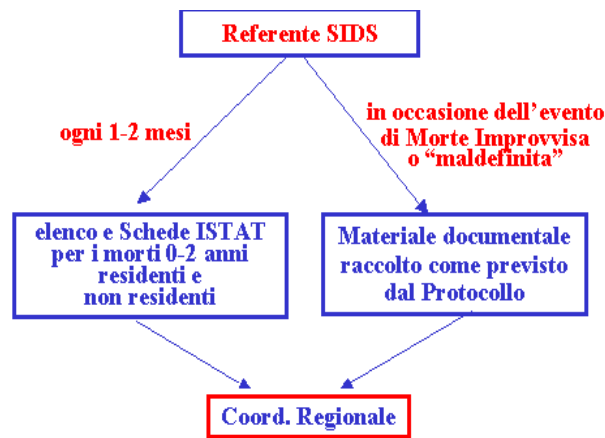 Referente SIDS
ogni 1-2 mesi
in occasione dell'evento
di Morte Improvvisa
o “maldefinita”
elenco e Schede ISTAT
per i morti 0-2 anni
residenti e
non residenti
Materiale documentale
raccolto come previsto
dal Protocollo
Coord. Regionale